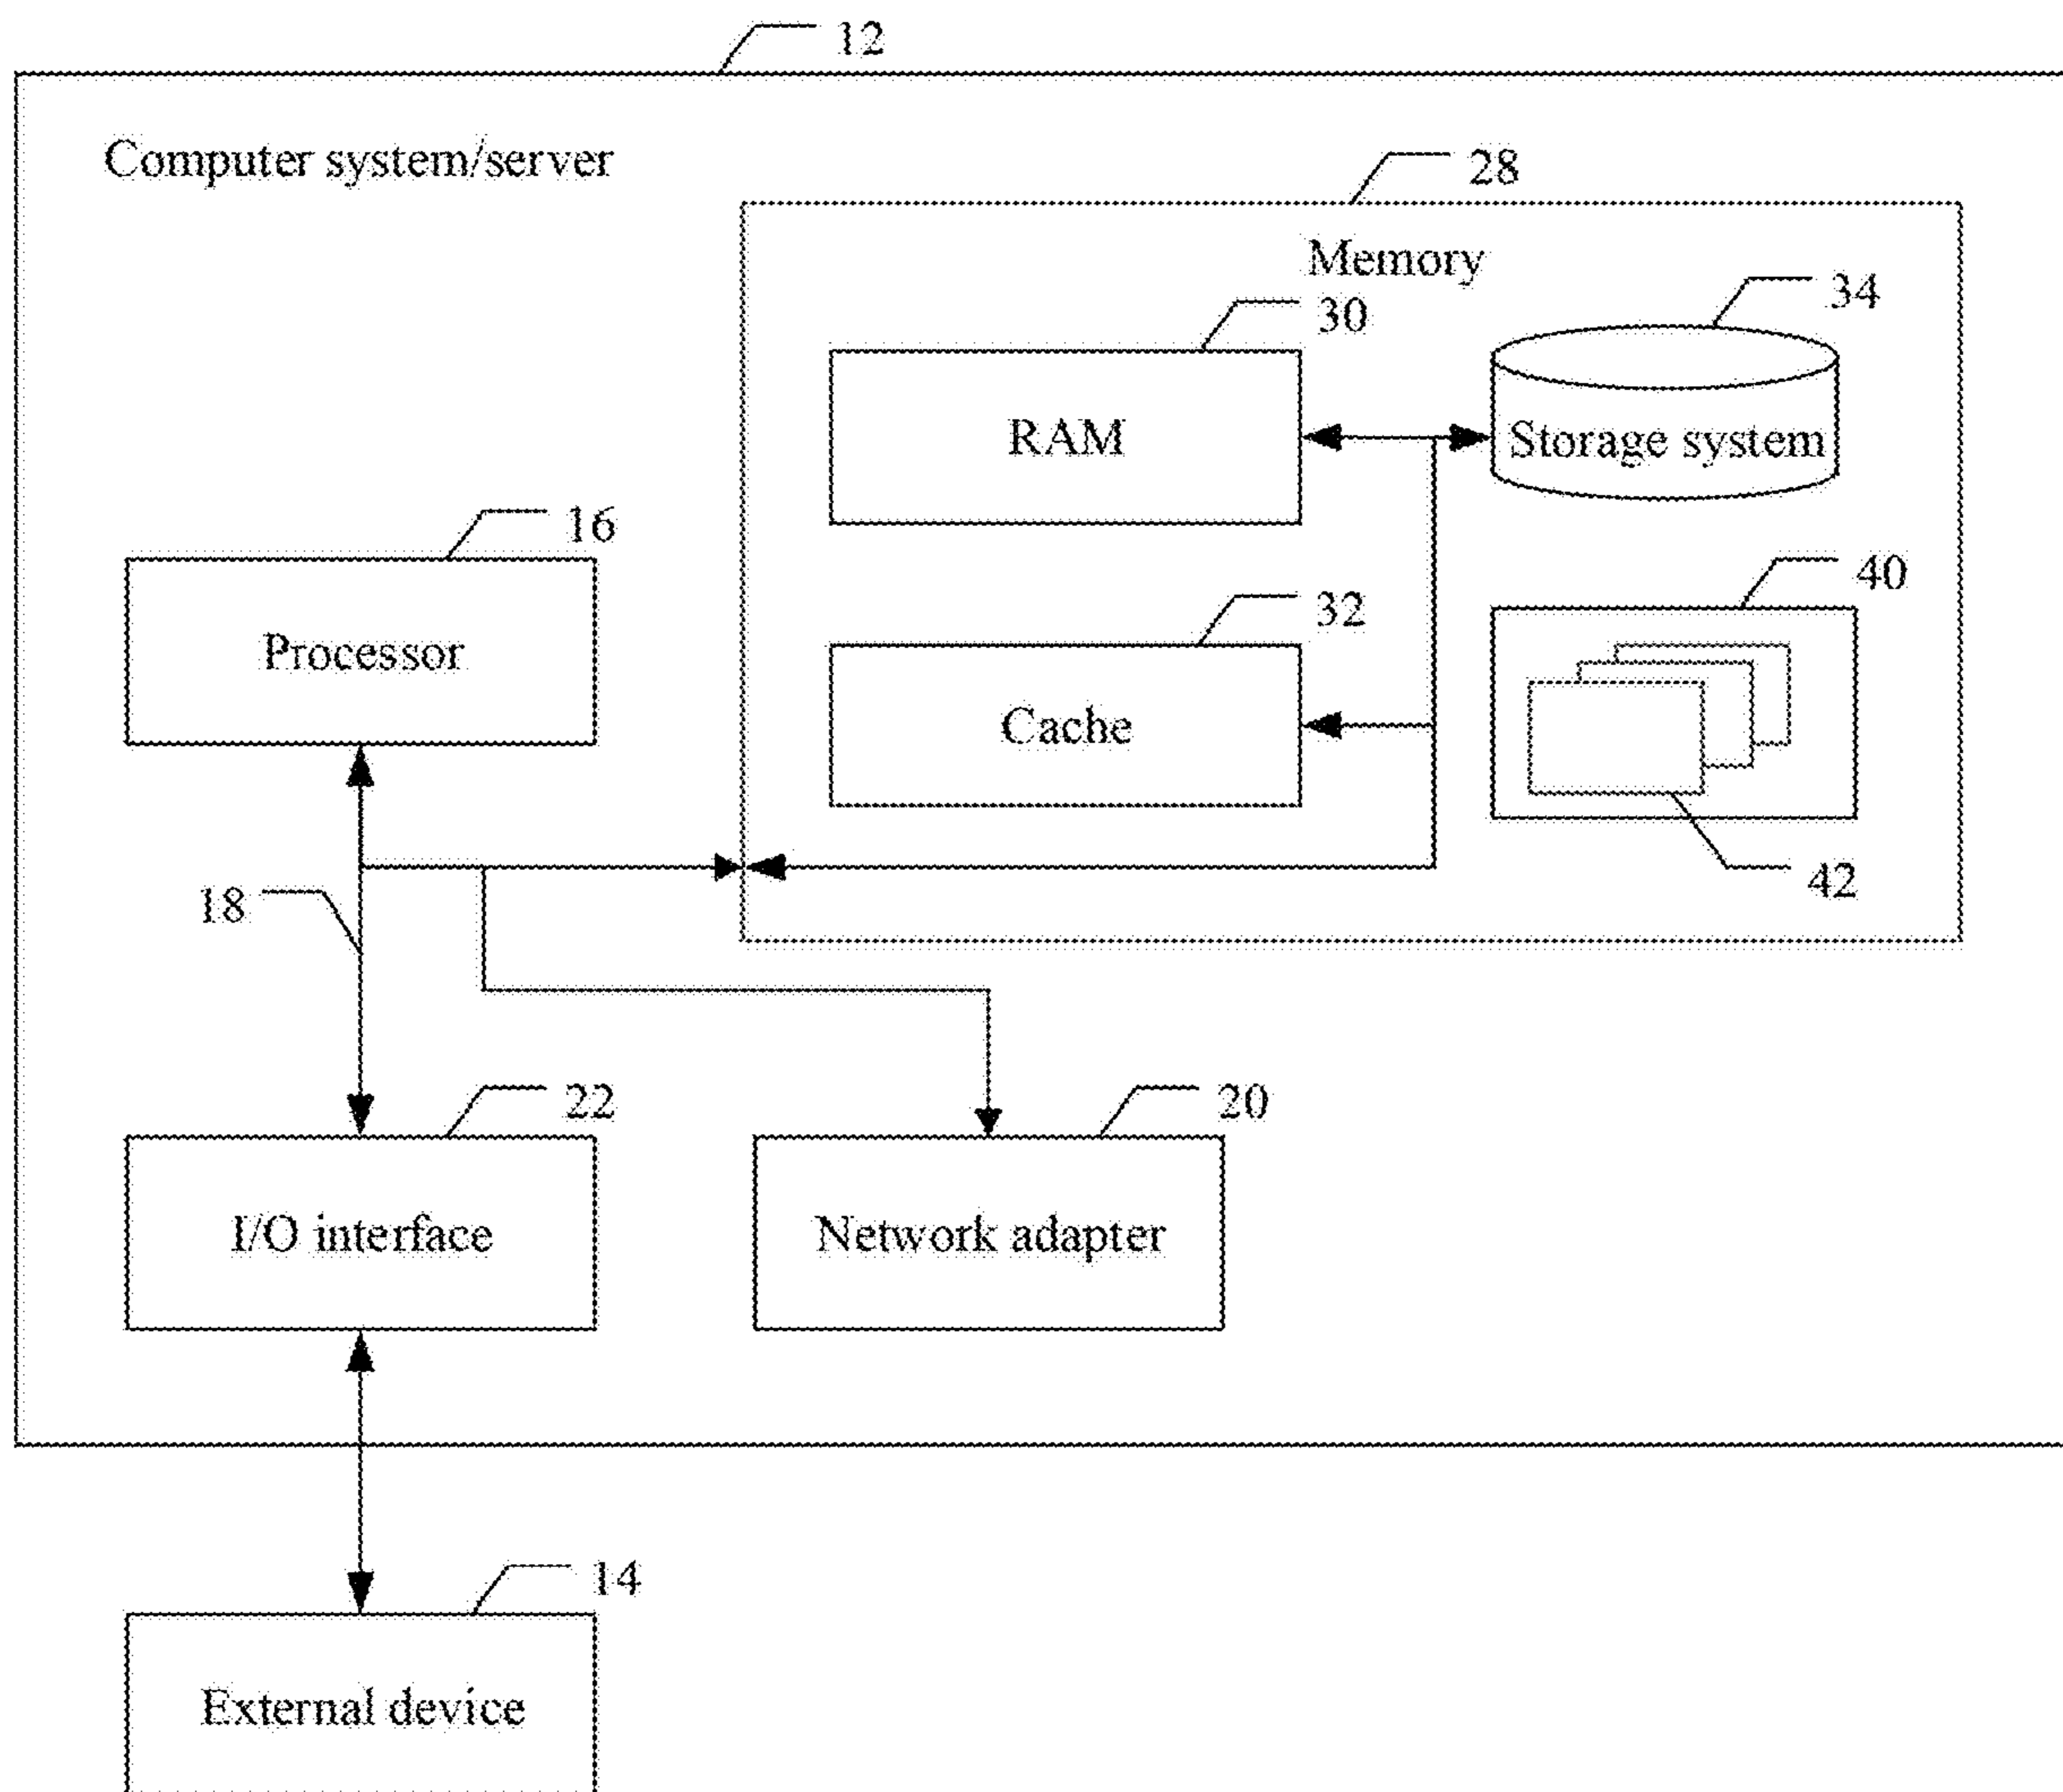 12
Computer system/server
28
Memory
34
30
RAM
Storage system
16
40
32
Processor
Cache
42
18
22
20
I/O interface
Network adapter
14
External device